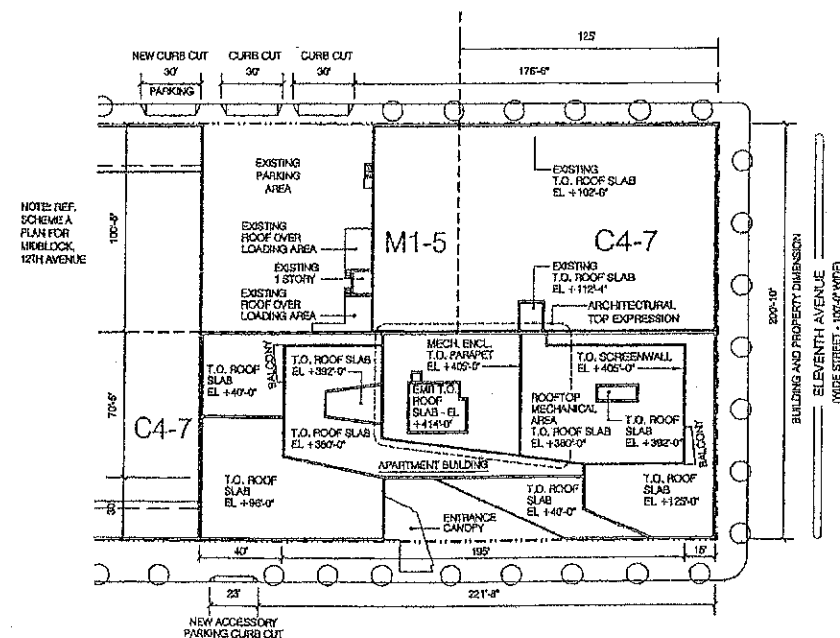 125'
NEW CURB CUT
CURB CUT
CURB CUT
30'
30'
30'
176'-6"
PARKING
EXISTING
PARKING
AREA
EXISTING
T.O. ROOF SLAB
EL +102'-6"
NOTE: REF.
SCHEME A
PLAN FOR
MIDBLOCK,
12TH AVENUE
100'-5"
EXISTING
ROOF OVER
LOADING AREA
M1-5
C4-7
EXISTING
1 STORY
EXISTING
ROOF OVER
LOADING AREA
EXISTING
T.O. ROOF SLAB
EL +112'-4"
ARCHITECTURAL
TOP EXPRESSION
200'-10"
BUILDING AND PROPERTY DIMENSION
ELEVENTH AVENUE
(WIDE STREET - 100'-0" WIDE)
T.O. ROOF
SLAB
EL +40'-0"
BALCONY
T.O. ROOF SLAB
EL +392'-0"
MECH. ENCL.
T.O. PARAPET
EL +405'-0"
T.O. SCREENWALL
EL +405'-0"
70'-5"
EMR T.O.
ROOF
SLAB - EL
+414'-0"
ROOFTOP
MECHANICAL
AREA
T.O. ROOF SLAB
EL +380'-0"
T.O. ROOF
SLAB
EL +392'-0"
C4-7
T.O. ROOF SLAB
EL +380'-0"
BALCONY
APARTMENT BUILDING
T.O. ROOF
SLAB
EL +96'-0"
T.O. ROOF
SLAB
EL +40'-0"
T.O. ROOF
SLAB
EL +125'-0"
30'
ENTRANCE
CANOPY
40'
195'
15'
23'
221'-8"
NEW ACCESSORY
PARKING CURB CUT